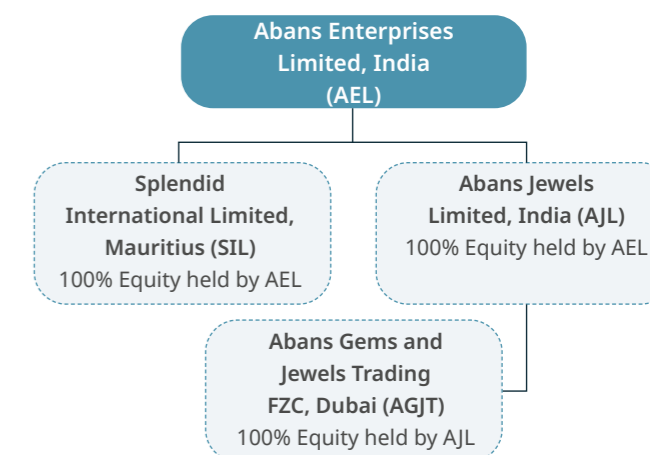 Abans Enterprises
Limited, India
(AEL)
Splendid
International Limited,
Mauritius (SIL)
100% Equity held by AEL
Abans Jewels
Limited, India (AJL)
100% Equity held by AEL
Abans Gems and
Jewels Trading
FZC, Dubai (AGJT)
100% Equity held by AJL